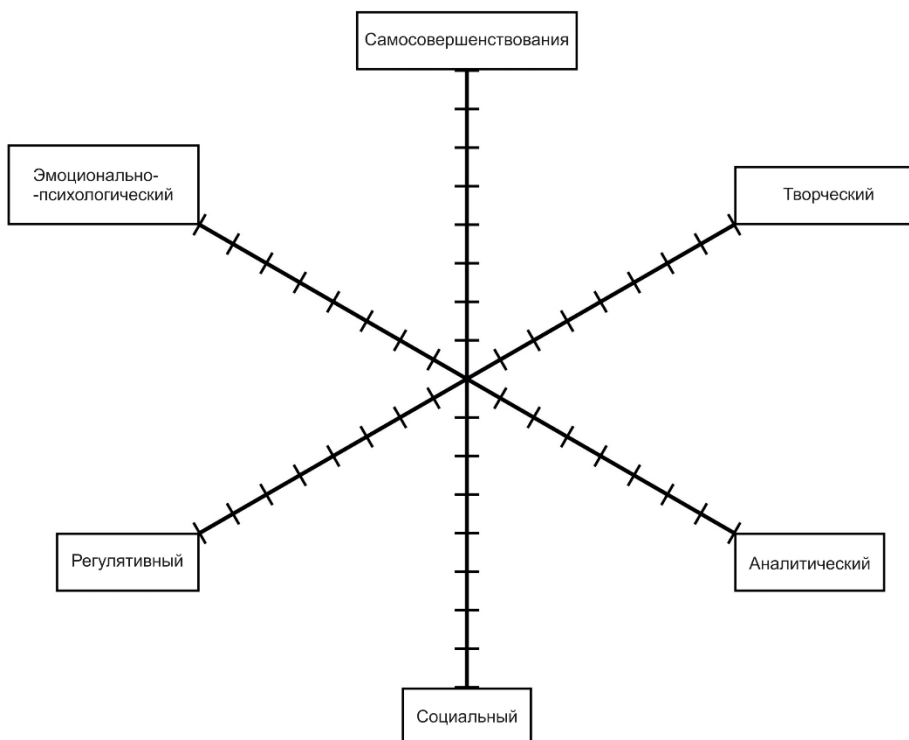 Самосовершенствования
Эмоционально-
-психологический
Творческий
Регулятивный
Аналитический
Социальный